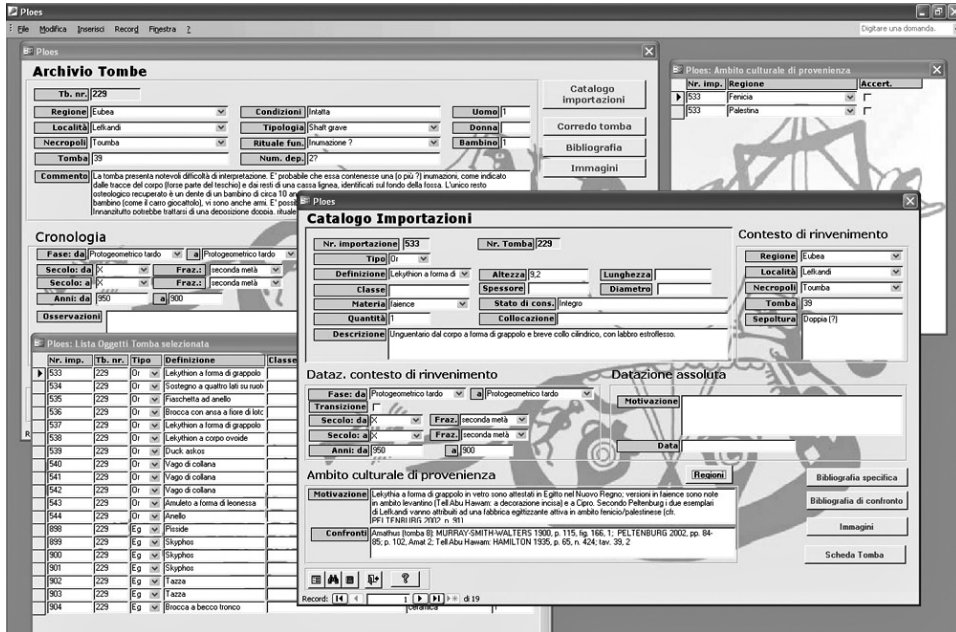 Ploes
File Modifica Inserisci Record Finestra ?
Digitare una domanda.
Ploes
Archivio Tombe
Tb. nr. 229
Regione Eubea Condizioni Intatta Uomo 1
Località Lefkandi Tipologia Shaft grave Donna
Necropoli Toumba Rituale fun. Inumazione ? Bambino 1
Tomba 39 Num. dep. 2?
Commento La tomba presenta notevoli difficoltà di interpretazione. E' probabile che essa contenesse una (o più ?) inumazioni, come indicato
dalle tracce del corpo (forse parte del teschio) e dai resti di una cassa lignea, identificati sul fondo della fossa. L'unico resto
osteologico recuperato è un dente di un bambino di circa 10 an
bambino (come il carro giocattolo), vi sono anche armi. E' possi
Innanzitutto potrebbe trattarsi di una deposizione doppia, rituale
Catalogo
importazioni
Corredo tomba
Bibliografia
Immagini
Cronologia
Fase: da Protogeometrico tardo a Protogeometrico tardo
Secolo: da X Fraz.: seconda metà
Secolo: a X Fraz.: seconda metà
Anni: da 950 a 900
Osservazioni
Ploes: Ambito culturale di provenienza
Nr. imp. Regione Accert.
533 Fenicia
533 Palestina
Ploes: Lista Oggetti Tomba selezionata
Nr. imp. Tb. nr. Tipo Definizione Classe
533 229 Or Lekythion a forma di grappolo
534 229 Or Sostegno a quattro lati su ruote
535 229 Or Fiaschetta ad anello
536 229 Or Brocca con ansa a fiore di loto
537 229 Or Lekythion a forma di grappolo
538 229 Or Lekythion a corpo ovoide
539 229 Or Duck askos
540 229 Or Vago di collana
541 229 Or Vago di collana
542 229 Or Vago di collana
543 229 Or Amuleto a forma di leonessa
544 229 Or Anello
898 229 Eg Pisside
899 229 Eg Skyphos
900 229 Eg Skyphos
901 229 Eg Skyphos
902 229 Eg Tazza
903 229 Eg Tazza
904 229 Eg Brocca a becco tronco ceramica 1
Ploes
Catalogo Importazioni
Nr. importazione 533 Nr. Tomba 229
Tipo Or
Definizione Lekythion a forma di Altezza 9,2 Lunghezza
Classe Spessore Diametro
Materia faience Stato di cons. Integro
Quantità 1 Collocazione
Descrizione Unguentario dal corpo a forma di grappolo e breve collo cilindrico, con labbro estroflesso.
Contesto di rinvenimento
Regione Eubea
Località Lefkandi
Necropoli Toumba
Tomba 39
Sepoltura Doppia (?)
Dataz. contesto di rinvenimento
Fase: da Protogeometrico tardo a Protogeometrico tardo
Transizione
Secolo: da X Fraz. seconda metà
Secolo: a X Fraz. seconda metà
Anni: da 950 a 900
Datazione assoluta
Motivazione
Data
Ambito culturale di provenienza
Regioni
Motivazione Lekythia a forma di grappolo in vetro sono attestati in Egitto nel Nuovo Regno; versioni in faience sono note
in ambito levantino (Tell Abu Hawam: a decorazione incisa) e a Cipro. Secondo Peltenburg i due esemplari
di Lefkandi vanno attribuiti ad una fabbrica egittizzante attiva in ambito fenicio/palestinese (cfr.
PELTENBURG 2002, n. 91)
Confronti Amathus (tomba 8): MURRAY-SMITH-WALTERS 1900, p. 115, fig. 166, 1; PELTENBURG 2002, pp. 84-
85; p. 102, Amat 2; Tell Abu Hawam: HAMILTON 1935, p. 65, n. 424; tav. 39, 2
Bibliografia specifica
Bibliografia di confronto
Immagini
Scheda Tomba
Record: 1 di 19